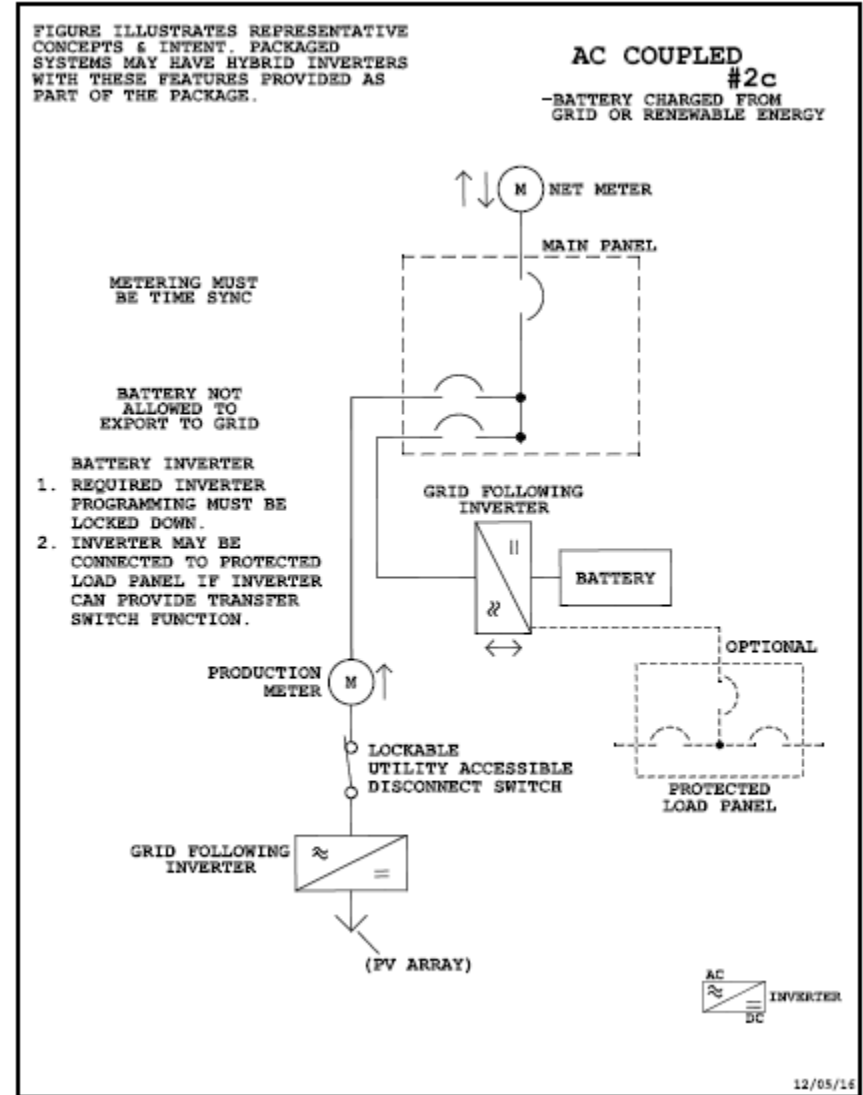 FIGURE ILLUSTRATES REPRESENTATIVE
CONCEPTS & INTENT. PACKAGED
SYSTEMS MAY HAVE HYBRID INVERTERS
WITH THESE FEATURES PROVIDED AS
PART OF THE PACKAGE.
AC COUPLED
#2c
-BATTERY CHARGED FROM
GRID OR RENEWABLE ENERGY
M NET METER
MAIN PANEL
METERING MUST
BE TIME SYNC
BATTERY NOT
ALLOWED TO
EXPORT TO GRID
BATTERY INVERTER
1. REQUIRED INVERTER
PROGRAMMING MUST BE
LOCKED DOWN.
2. INVERTER MAY BE
CONNECTED TO PROTECTED
LOAD PANEL IF INVERTER
CAN PROVIDE TRANSFER
SWITCH FUNCTION.
GRID FOLLOWING
INVERTER
BATTERY
OPTIONAL
PROTECTED
LOAD PANEL
PRODUCTION
METER
M
LOCKABLE
UTILITY ACCESSIBLE
DISCONNECT SWITCH
GRID FOLLOWING
INVERTER
(PV ARRAY)
AC
INVERTER
DC
12/05/16